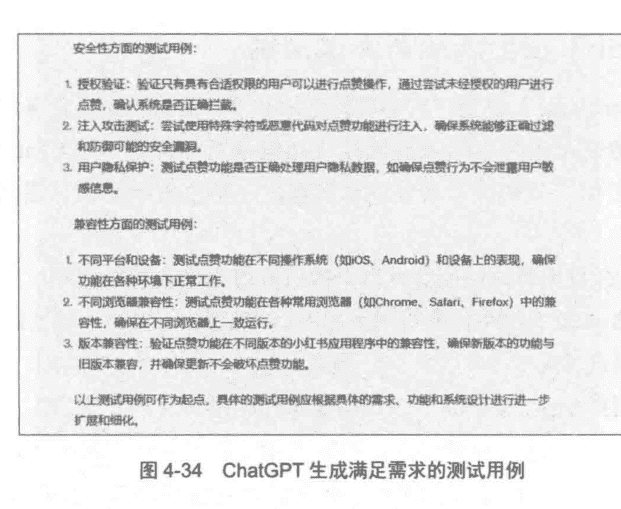 安全性方面的测试用例：
1. 授权验证：验证只有具有合适权限的用户可以进行点赞操作，通过尝试未经授权的用户进行
点赞，确认系统是否正确拦截。
2. 注入攻击测试：尝试使用特殊字符或恶意代码对点赞功能进行注入，确保系统能够正确过滤
和防御可能的安全漏洞。
3. 用户隐私保护：测试点赞功能是否正确处理用户隐私数据，如确保点赞行为不会泄露用户敏
感信息。
兼容性方面的测试用例：
1. 不同平台和设备：测试点赞功能在不同操作系统（如iOS、Android）和设备上的表现，确保
功能在各种环境下正常工作。
2. 不同浏览器兼容性：测试点赞功能在各种常用浏览器（如Chrome、Safari、Firefox）中的兼
容性，确保在不同浏览器上一致运行。
3. 版本兼容性：验证点赞功能在不同版本的小红书应用程序中的兼容性，确保新版本的功能与
旧版本兼容，并确保更新不会破坏点赞功能。
以上测试用例可作为起点，具体的测试用例应根据具体的需求、功能和系统设计进行进一步
扩展和细化。
图 4-34 ChatGPT 生成满足需求的测试用例